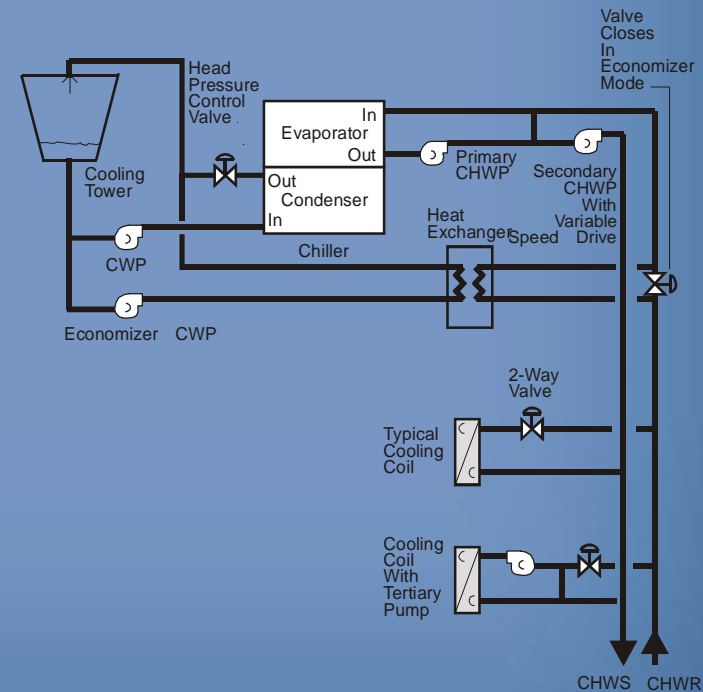 Valve
Closes
In
Economizer
Mode
Head
Pressure
Control
Valve
In
Evaporator
Out
Primary
CHWP
Secondary
CHWP
With
Variable
Speed Drive
Cooling
Tower
Out
Condenser
In
Heat
Exchanger
Chiller
CWP
Economizer CWP
2-Way
Valve
Typical
Cooling
Coil
Cooling
Coil
With
Tertiary
Pump
CHWS
CHWR